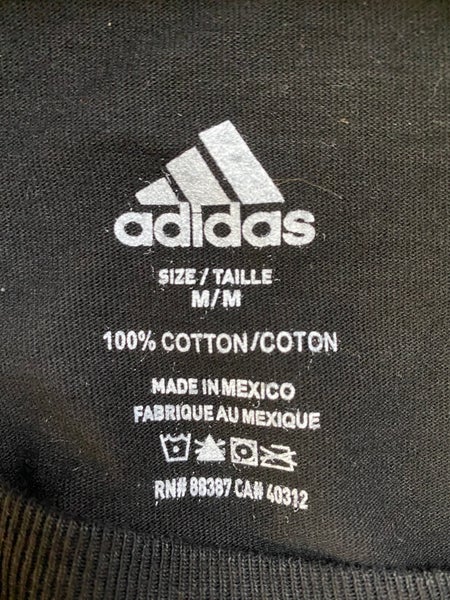 adidas
SIZE / TAILLE
M/M
100% COTTON/COTON
MADE IN MEXICO
FABRIQUE AU MEXIQUE
RN# 88387 CA# 40312